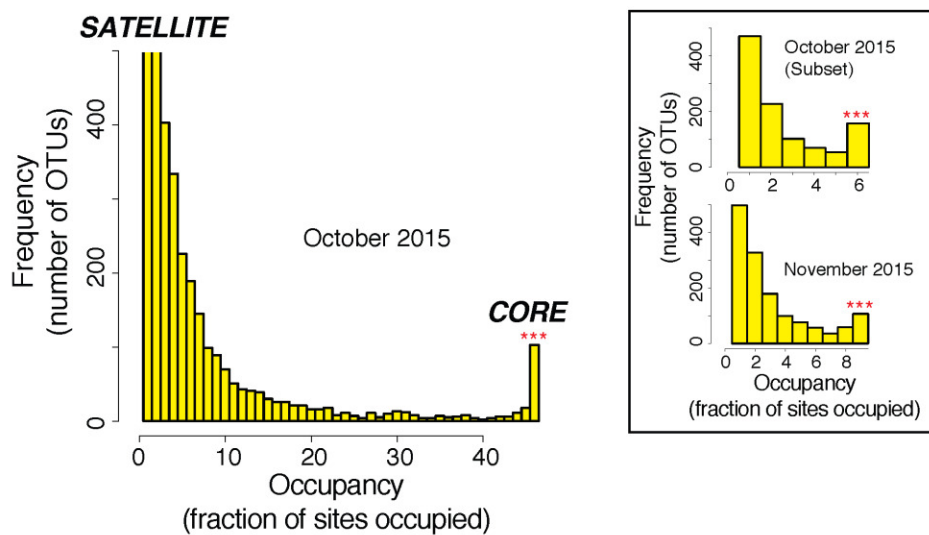 SATELLITE
Frequency
(number of OTUs)
400
200
0
October 2015
CORE
***
0 10 20 30 40
Occupancy
(fraction of sites occupied)
Frequency
(number of OTUs)
400
200
0
October 2015
(Subset)
***
0 2 4 6
400
200
0
November 2015
***
0 2 4 6 8
Occupancy
(fraction of sites occupied)